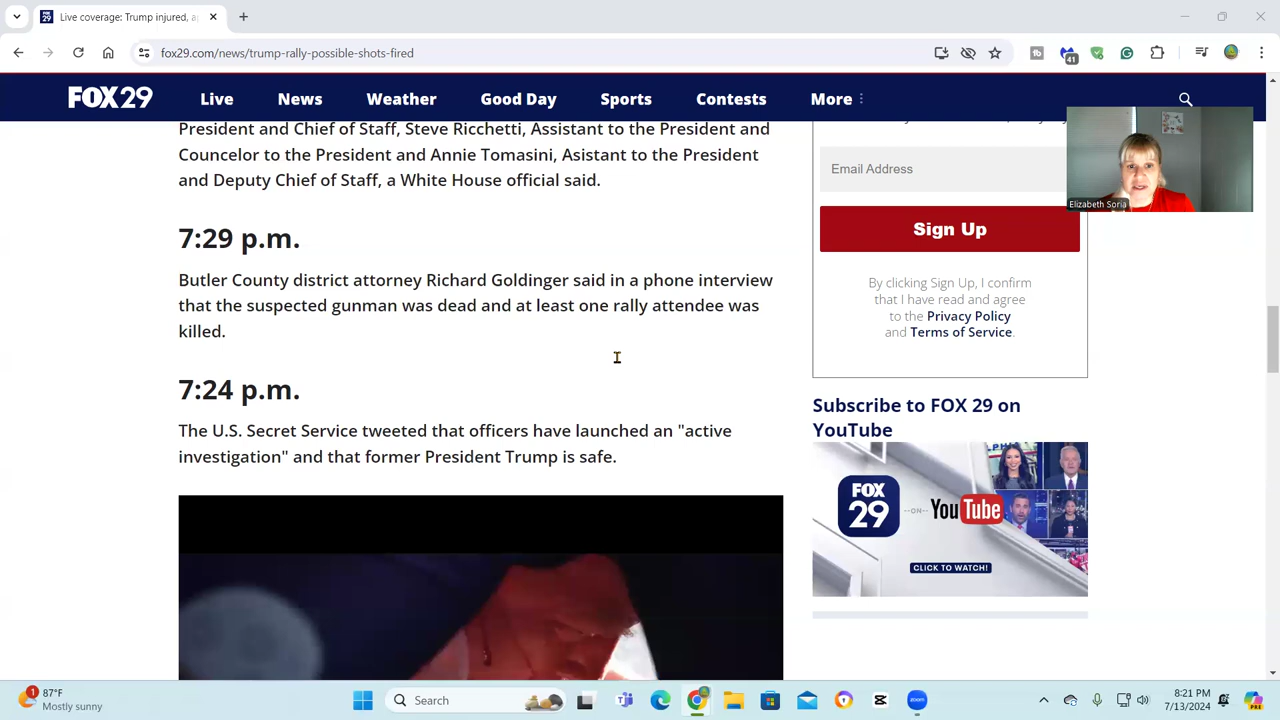 Live coverage: Trump injured, a
fox29.com/news/trump-rally-possible-shots-fired
41
FOX 29
Live
News
Weather
Good Day
Sports
Contests
More
President and Chief of Staff, Steve Ricchetti, Assistant to the President and
Councelor to the President and Annie Tomasini, Asistant to the President
and Deputy Chief of Staff, a White House official said.
7:29 p.m.
Butler County district attorney Richard Goldinger said in a phone interview
that the suspected gunman was dead and at least one rally attendee was
killed.
7:24 p.m.
The U.S. Secret Service tweeted that officers have launched an "active
investigation" and that former President Trump is safe.
Email Address
Elizabeth Soria
Sign Up
By clicking Sign Up, I confirm
that I have read and agree
to the Privacy Policy
and Terms of Service.
Subscribe to FOX 29 on
YouTube
FOX
29
ON
YouTube
CLICK TO WATCH!
1
87°F
Mostly sunny
Search
zoom
8:21 PM
7/13/2024
PRE